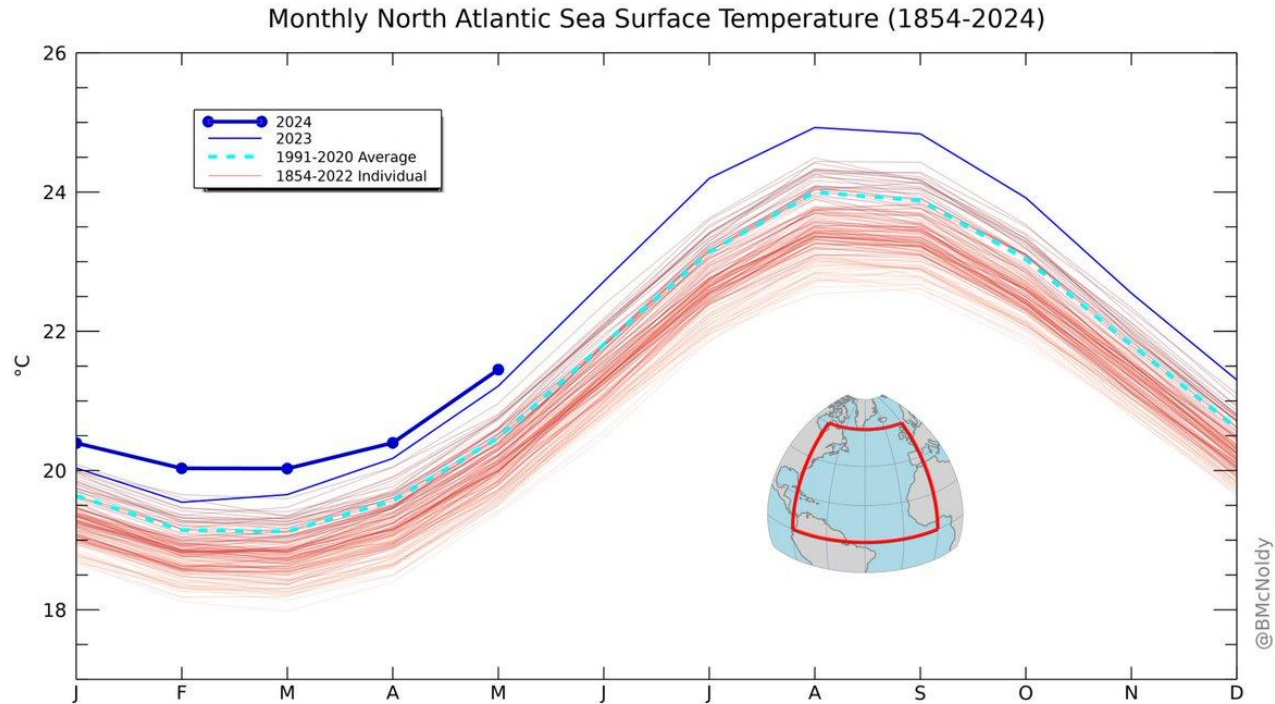 Monthly North Atlantic Sea Surface Temperature (1854-2024)
26
24
22
20
18
°C
2024
2023
1991-2020 Average
1854-2022 Individual
J F M A M J J A S O N D
@BMcNoldy